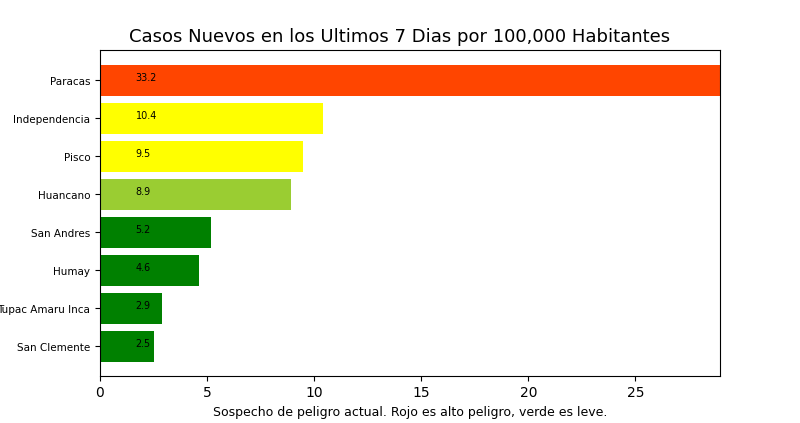 Casos Nuevos en los Ultimos 7 Dias por 100,000 Habitantes
Paracas 33.2
Independencia 10.4
Pisco 9.5
Huancano 8.9
San Andres 5.2
Humay 4.6
Tupac Amaru Inca 2.9
San Clemente 2.5
0 5 10 15 20 25
Sospecho de peligro actual. Rojo es alto peligro, verde es leve.